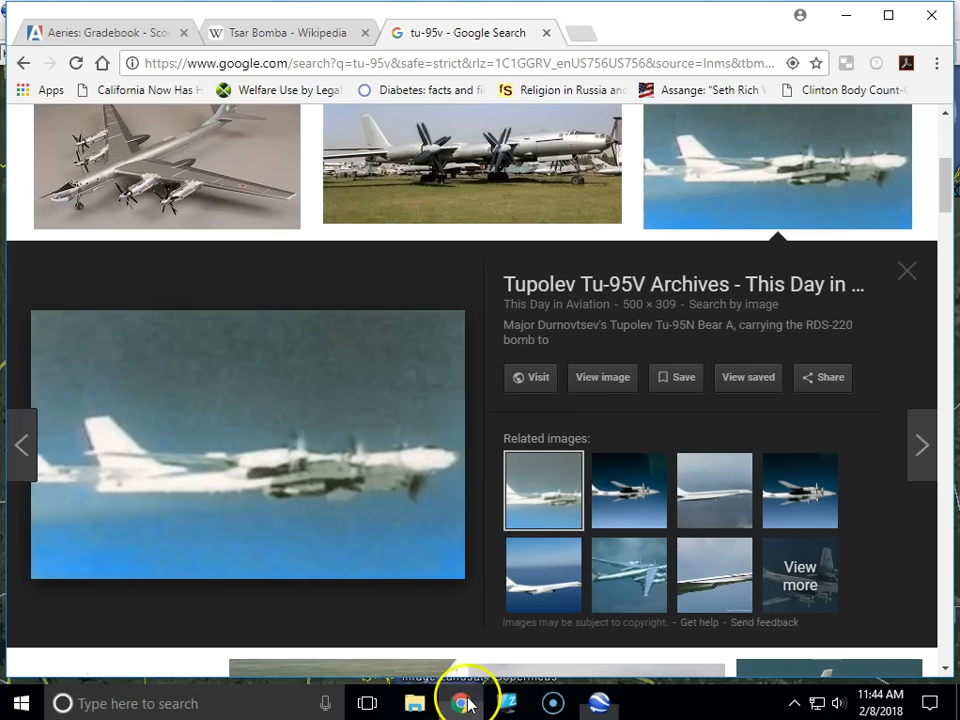 Aeries: Gradebook - Scor
Tsar Bomba - Wikipedia
tu-95v - Google Search
https://www.google.com/search?q=tu-95v&safe=strict&rlz=1C1GGRV_enUS756US756&source=lnms&tbm...
Apps
California Now Has H
Welfare Use by Legal
Diabetes: facts and fi
Religion in Russia an
Assange: "Seth Rich W
Clinton Body Count-
Tupolev Tu-95V Archives - This Day in ...
This Day in Aviation - 500 × 309 - Search by image
Major Durnovtsev's Tupolev Tu-95N Bear A, carrying the RDS-220
bomb to
Visit
View image
Save
View saved
Share
Related images:
View
more
Images may be subject to copyright. - Get help - Send feedback
Type here to search
11:44 AM
2/8/2018